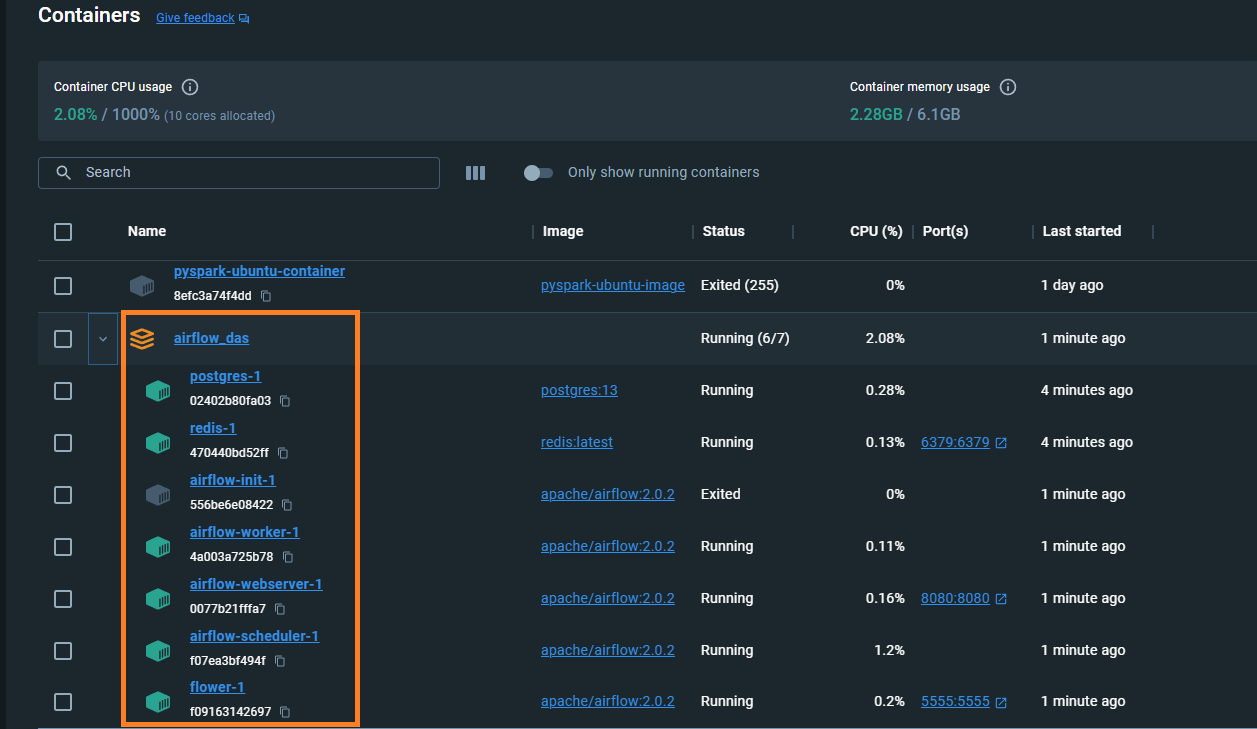 Containers Give feedback
Container CPU usage Container memory usage
2.08% / 1000% (10 cores allocated) 2.28GB / 6.1GB
Search Only show running containers
Name Image Status CPU (%) Port(s) Last started
pyspark-ubuntu-container
8efc3a74f4dd pyspark-ubuntu-image Exited (255) 0% 1 day ago
airflow_das Running (6/7) 2.08% 1 minute ago
postgres-1
02402b80fa03 postgres:13 Running 0.28% 4 minutes ago
redis-1
470440bd52ff redis:latest Running 0.13% 6379:6379 4 minutes ago
airflow-init-1
556be6e08422 apache/airflow:2.0.2 Exited 0% 1 minute ago
airflow-worker-1
4a003a725b78 apache/airflow:2.0.2 Running 0.11% 1 minute ago
airflow-webserver-1
0077b21fffa7 apache/airflow:2.0.2 Running 0.16% 8080:8080 1 minute ago
airflow-scheduler-1
f07ea3bf494f apache/airflow:2.0.2 Running 1.2% 1 minute ago
flower-1
f09163142697 apache/airflow:2.0.2 Running 0.2% 5555:5555 1 minute ago